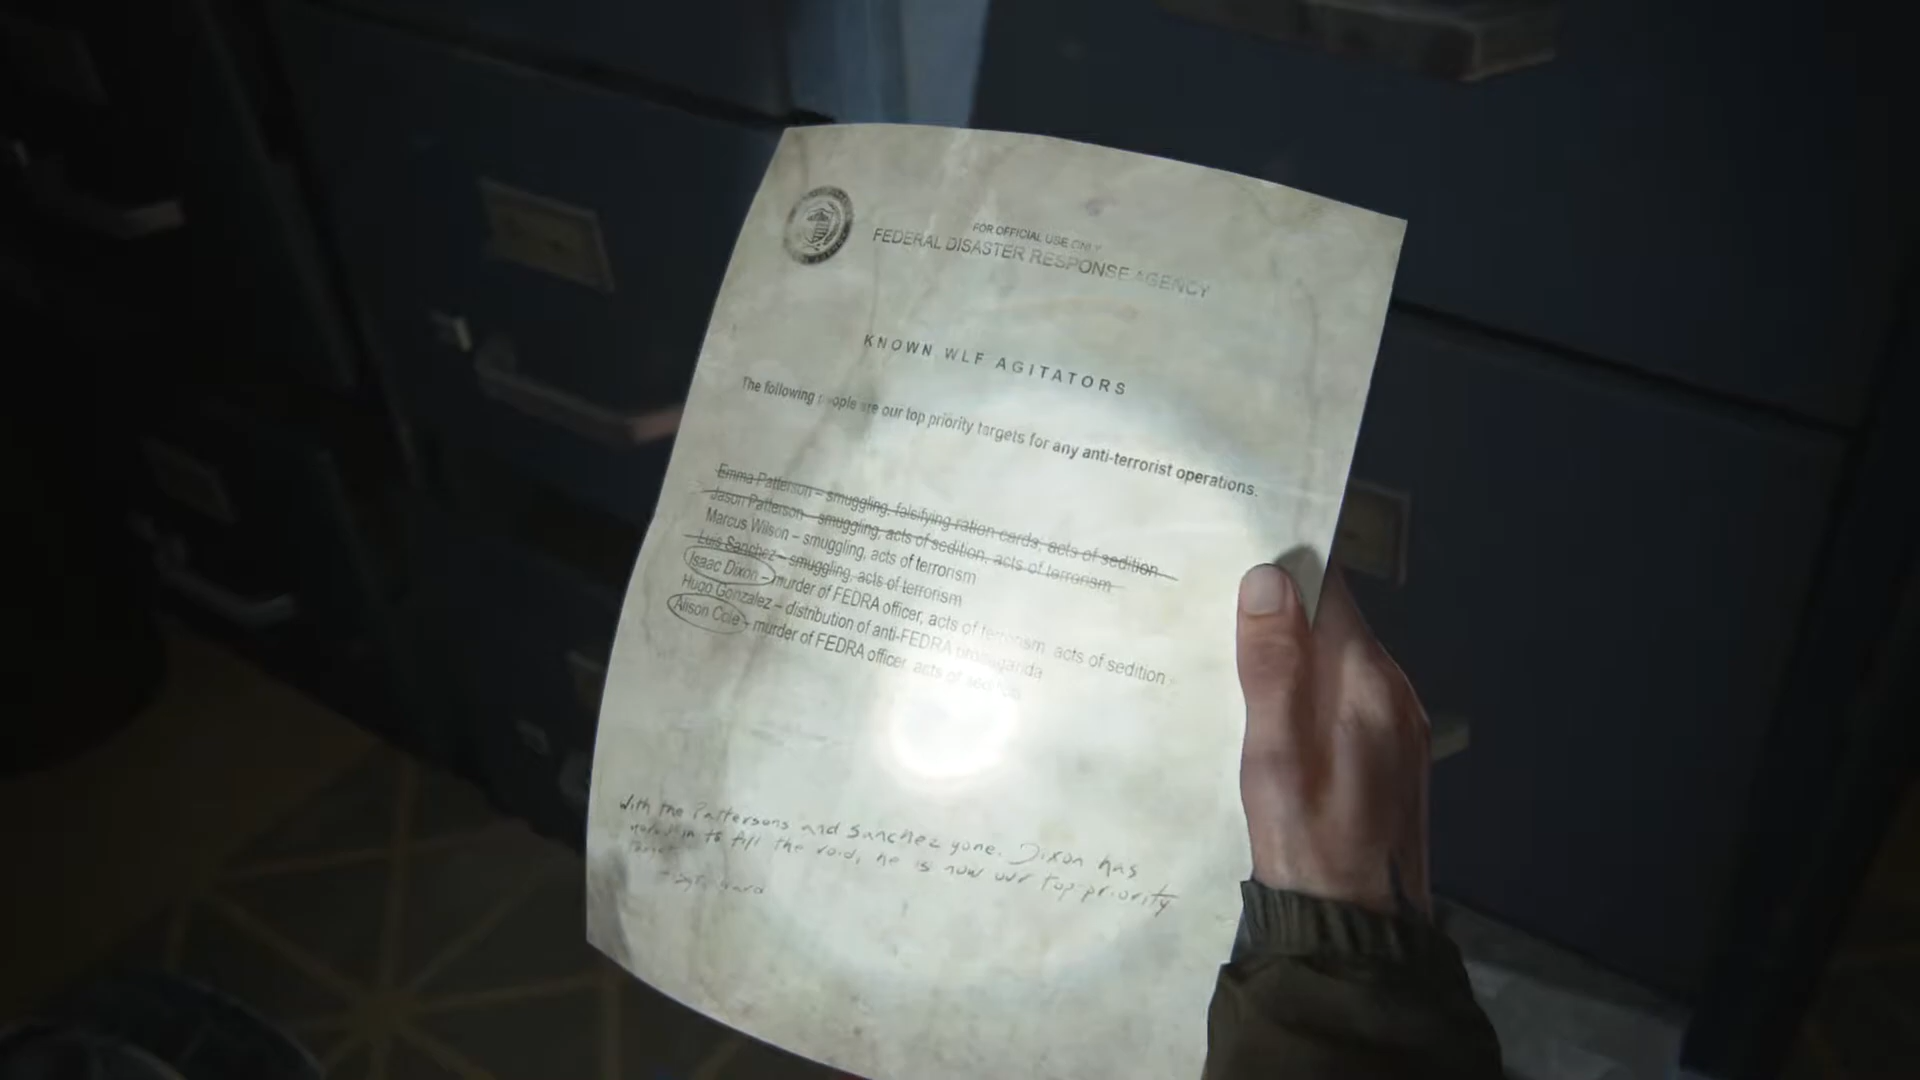 FOR OFFICIAL USE ONLY
FEDERAL DISASTER RESPONSE AGENCY
KNOWN WLF AGITATORS
The following people are our top priority targets for any anti-terrorist operations.
Emma Patterson – smuggling, falsifying ration cards, acts of sedition
Jason Patterson – smuggling, acts of sedition, acts of terrorism
Marcus Wilson – smuggling, acts of terrorism
Luis Sanchez – smuggling, acts of terrorism
Isaac Dixon – murder of FEDRA officer, acts of terrorism, acts of sedition
Hugo Gonzalez – distribution of anti-FEDRA propaganda
Alison Cole – murder of FEDRA officer, acts of sedition
With the Pattersons and Sanchez gone. Dixon has
in to fill the void, he is now our top-priority